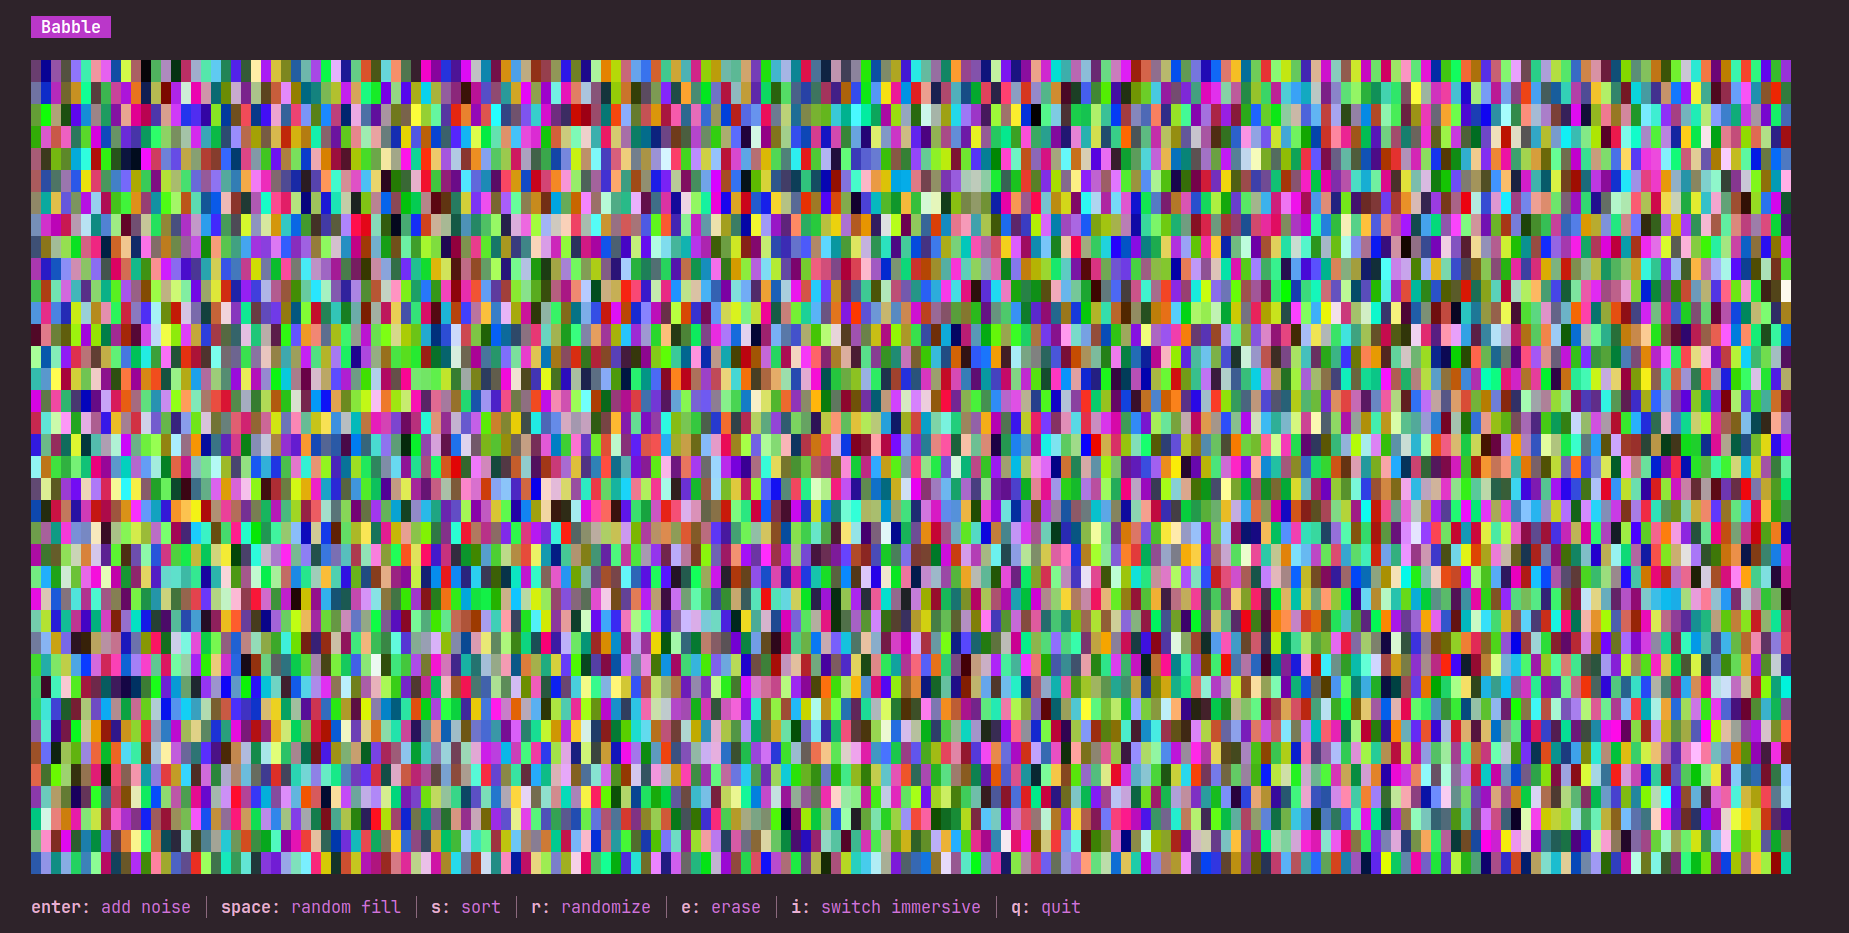 Babble
enter: add noise │ space: random fill │ s: sort │ r: randomize │ e: erase │ i: switch immersive │ q: quit